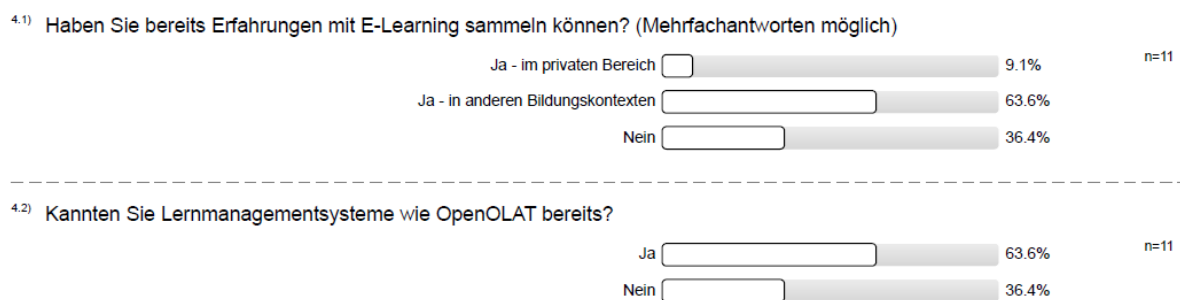 4.1) Haben Sie bereits Erfahrungen mit E-Learning sammeln können? (Mehrfachantworten möglich)
Ja - im privaten Bereich 9.1% n=11
Ja - in anderen Bildungskontexten 63.6%
Nein 36.4%
4.2) Kannten Sie Lernmanagementsysteme wie OpenOLAT bereits?
Ja 63.6% n=11
Nein 36.4%